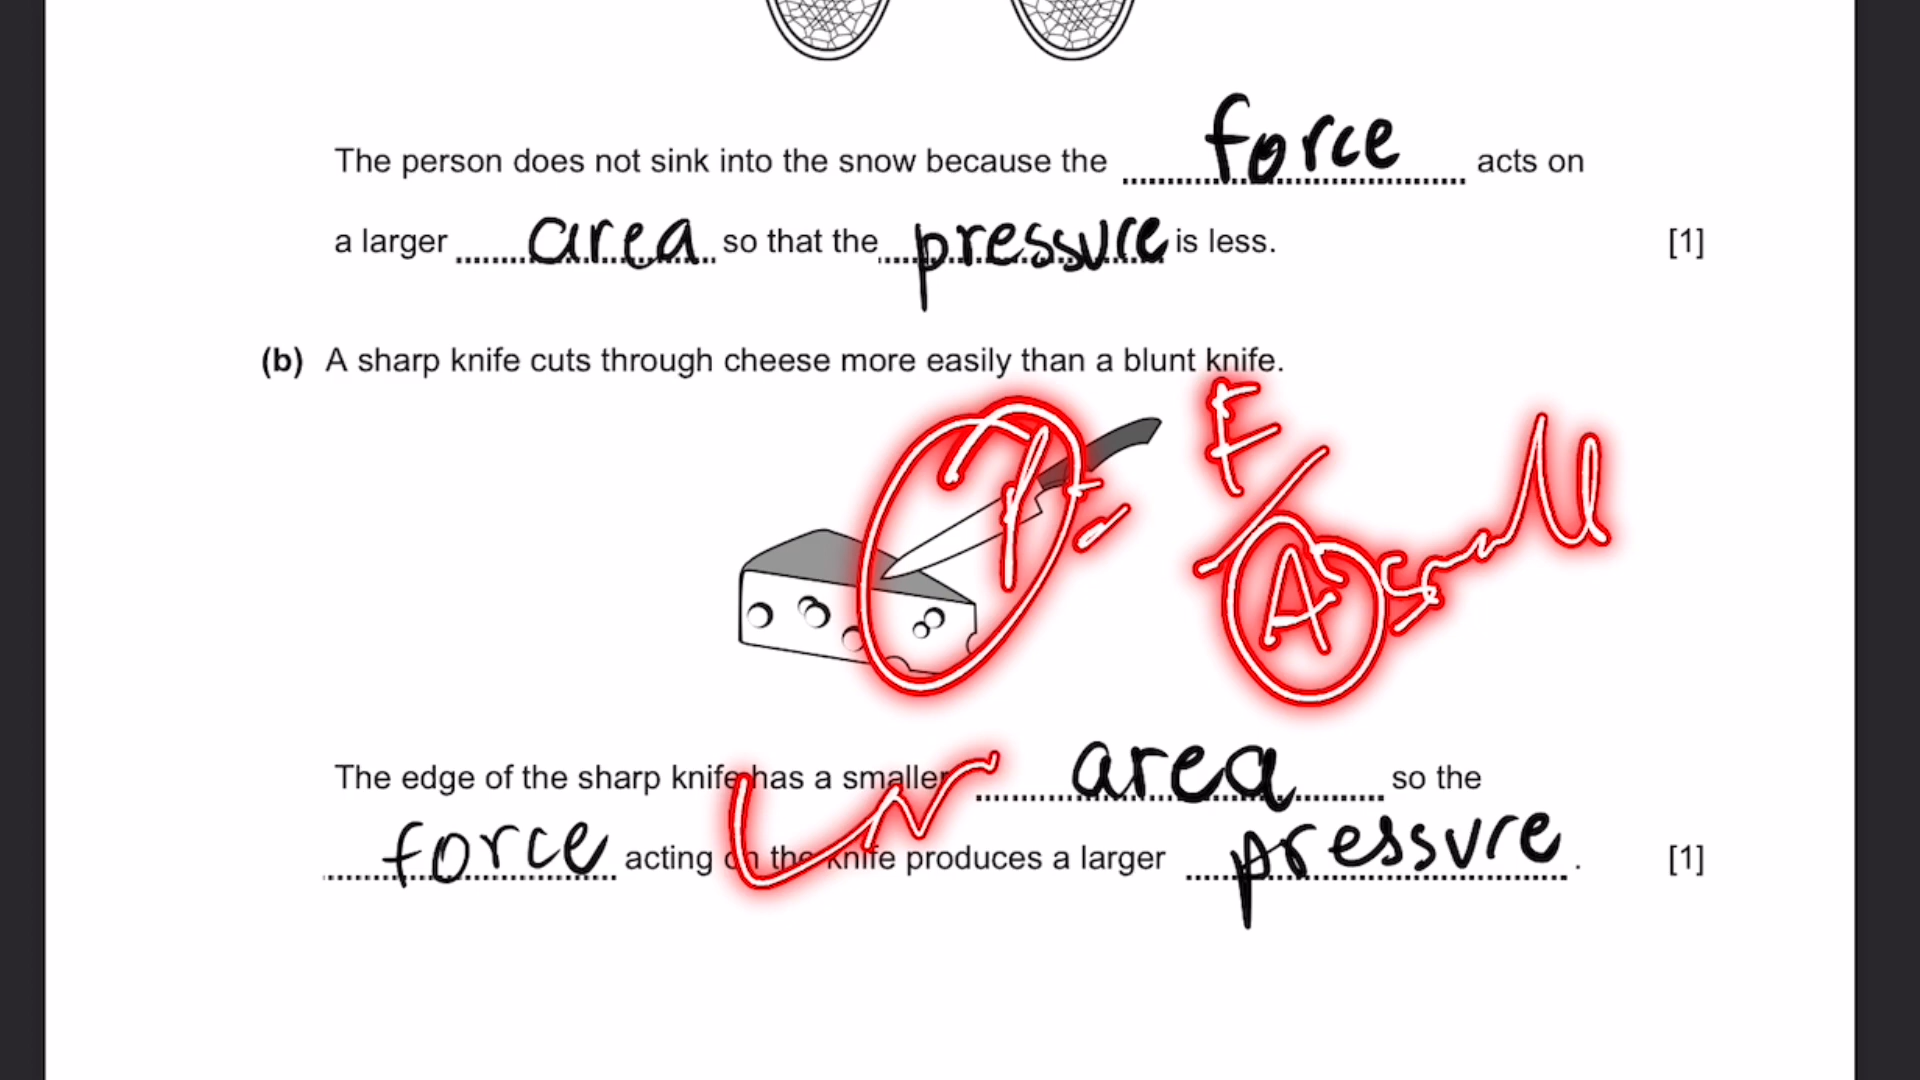 The person does not sink into the snow because the force acts on
a larger area so that the pressure is less. [1]
(b) A sharp knife cuts through cheese more easily than a blunt knife.
P = F / A small
The edge of the sharp knife has a smaller area so the
force acting on the knife produces a larger pressure. [1]